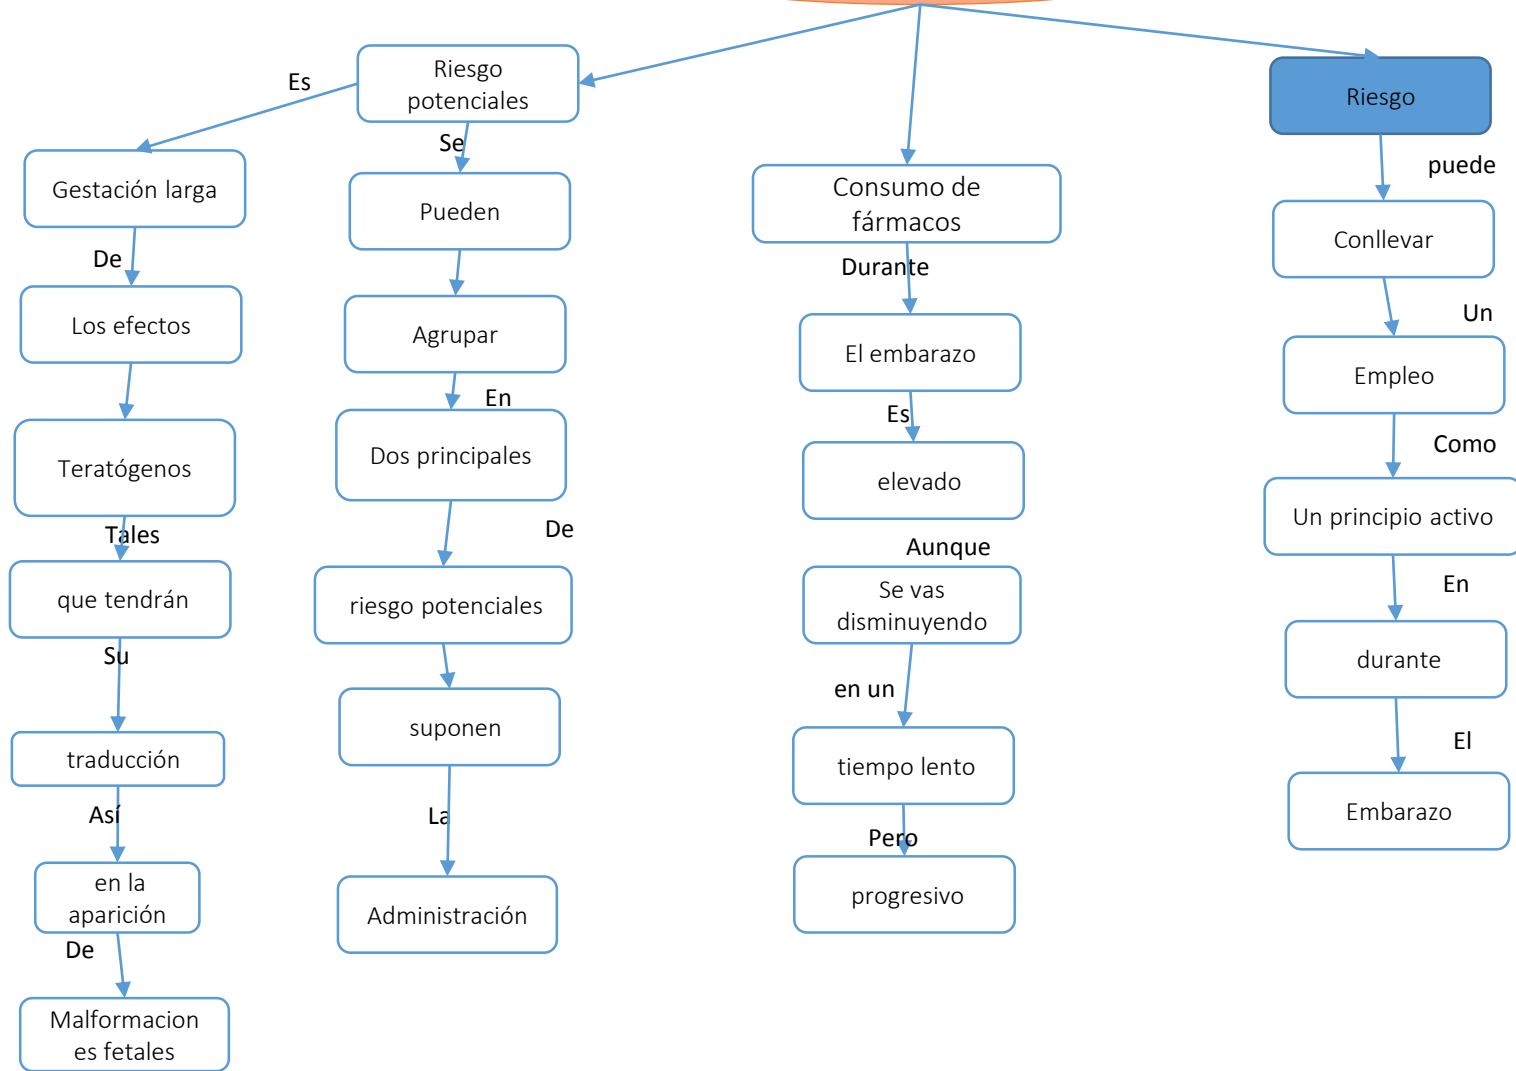 Riesgo
potenciales
Es
Gestación larga
De
Los efectos
Teratógenos
Tales
que tendrán
Su
traducción
Así
en la
aparición
De
Malformacion
es fetales
Se
Pueden
Agrupar
En
Dos principales
De
riesgo potenciales
suponen
La
Administración
Consumo de
fármacos
Durante
El embarazo
Es
elevado
Aunque
Se vas
disminuyendo
en un
tiempo lento
Pero
progresivo
Riesgo
puede
Conllevar
Un
Empleo
Como
Un principio activo
En
durante
El
Embarazo